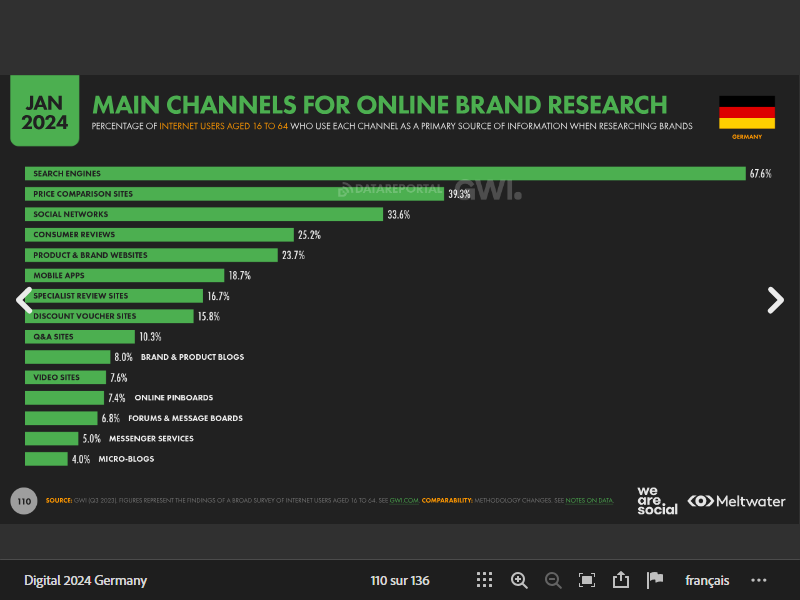 JAN
2024
MAIN CHANNELS FOR ONLINE BRAND RESEARCH
PERCENTAGE OF INTERNET USERS AGED 16 TO 64 WHO USE EACH CHANNEL AS A PRIMARY SOURCE OF INFORMATION WHEN RESEARCHING BRANDS
GERMANY
SEARCH ENGINES 67.6%
PRICE COMPARISON SITES 39.3%
DATAREPORTAL GWI.
SOCIAL NETWORKS 33.6%
CONSUMER REVIEWS 25.2%
PRODUCT & BRAND WEBSITES 23.7%
MOBILE APPS 18.7%
SPECIALIST REVIEW SITES 16.7%
DISCOUNT VOUCHER SITES 15.8%
Q&A SITES 10.3%
8.0% BRAND & PRODUCT BLOGS
VIDEO SITES 7.6%
7.4% ONLINE PINBOARDS
6.8% FORUMS & MESSAGE BOARDS
5.0% MESSENGER SERVICES
4.0% MICRO-BLOGS
110
SOURCE: GWI (Q3 2023). FIGURES REPRESENT THE FINDINGS OF A BROAD SURVEY OF INTERNET USERS AGED 16 TO 64. SEE GWI.COM. COMPARABILITY: METHODOLOGY CHANGES. SEE NOTES ON DATA.
we
are
social
Meltwater
Digital 2024 Germany
110 sur 136
français